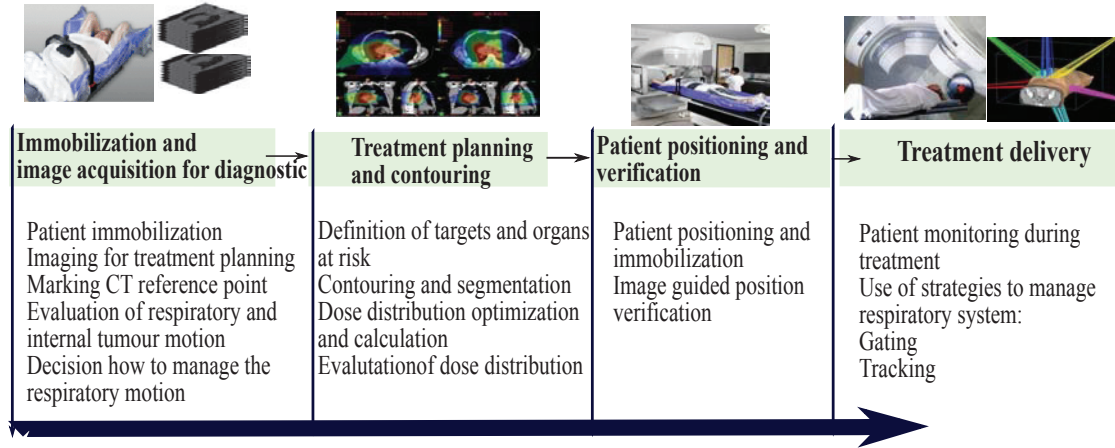 Immobilization and
image acquisition for diagnostic
Patient immobilization
Imaging for treatment planning
Marking CT reference point
Evaluation of respiratory and
internal tumour motion
Decision how to manage the
respiratory motion
Treatment planning
and contouring
Definition of targets and organs
at risk
Contouring and segmentation
Dose distribution optimization
and calculation
Evalutationof dose distribution
Patient positioning and
verification
Patient positioning and
immobilization
Image guided position
verification
Treatment delivery
Patient monitoring during
treatment
Use of strategies to manage
respiratory system:
Gating
Tracking